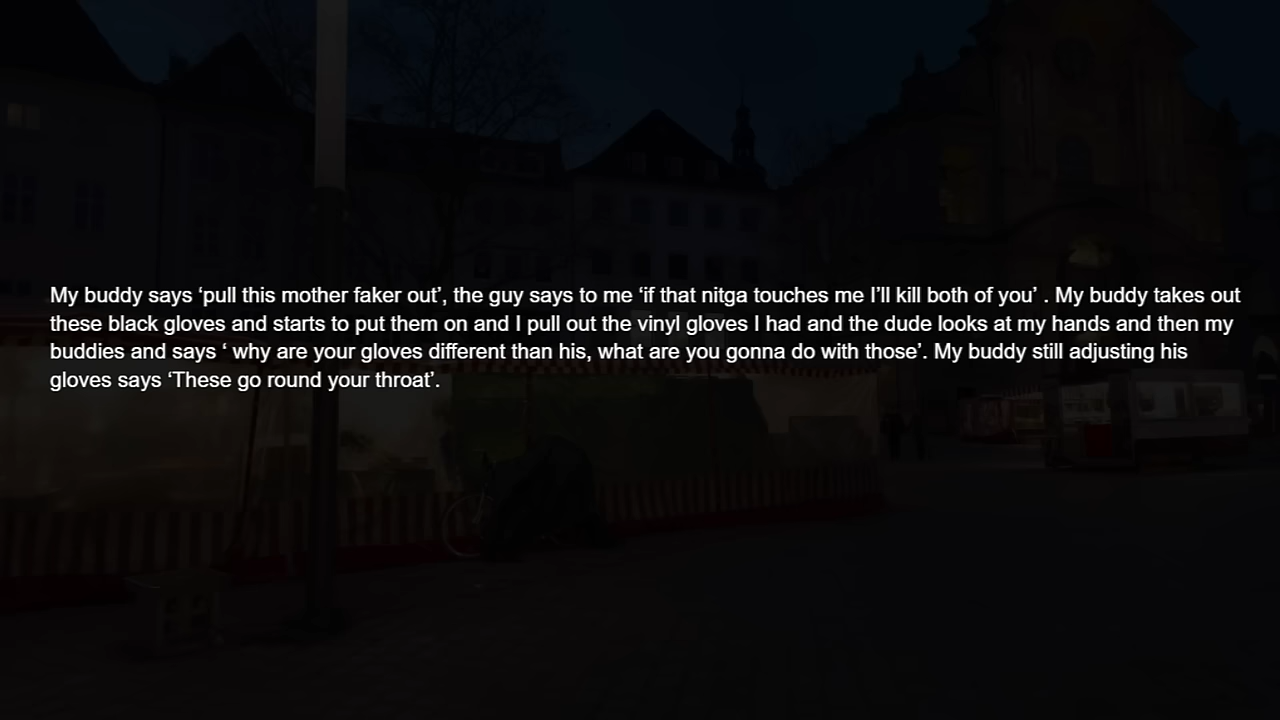 My buddy says ‘pull this mother faker out’, the guy says to me ‘if that nitga touches me I’ll kill both of you’ . My buddy takes out
these black gloves and starts to put them on and I pull out the vinyl gloves I had and the dude looks at my hands and then my
buddies and says ‘ why are your gloves different than his, what are you gonna do with those’. My buddy still adjusting his
gloves says ‘These go round your throat’.